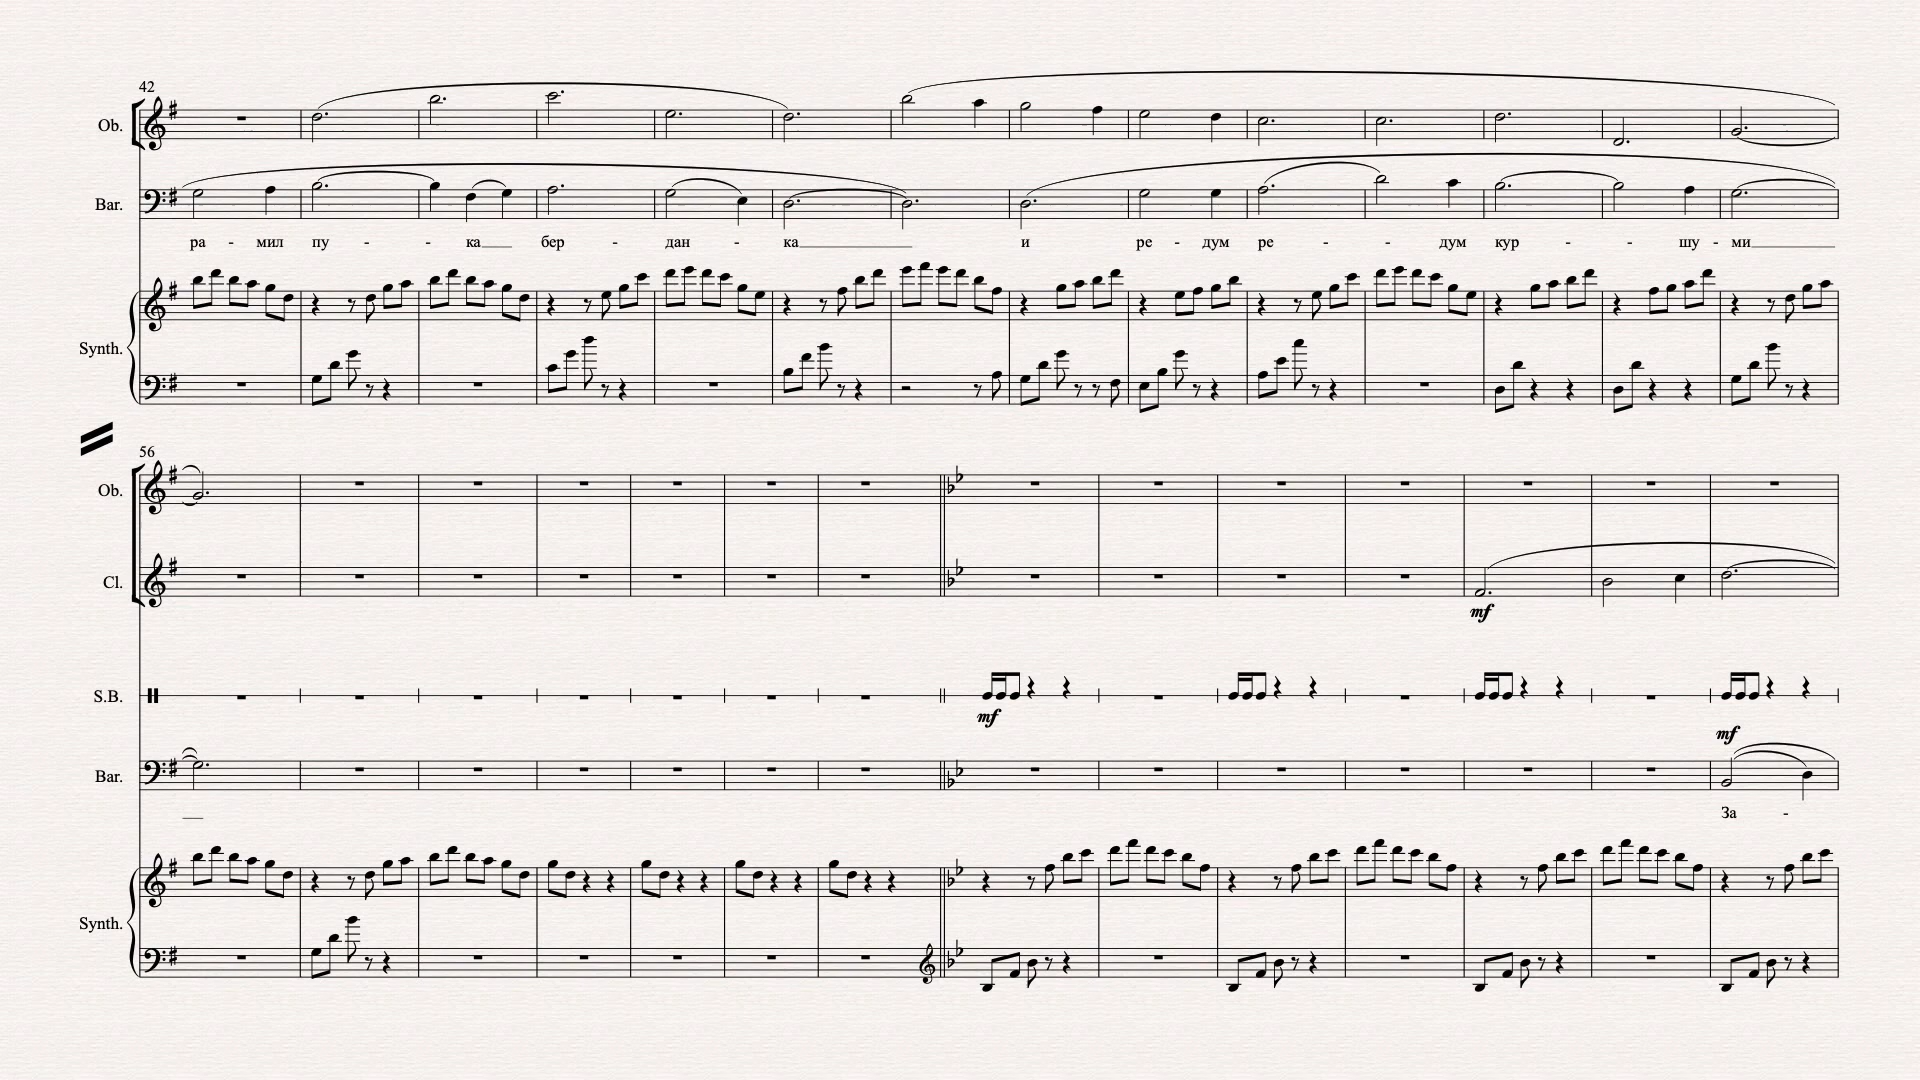 42
Ob.
Bar.
ра - мил пу - - ка бер - дан - ка и ре - дум ре - - дум кур - - шу - ми
Synth.
56
Ob.
Cl.
mf
S.B.
mf
mf
Bar.
За -
Synth.